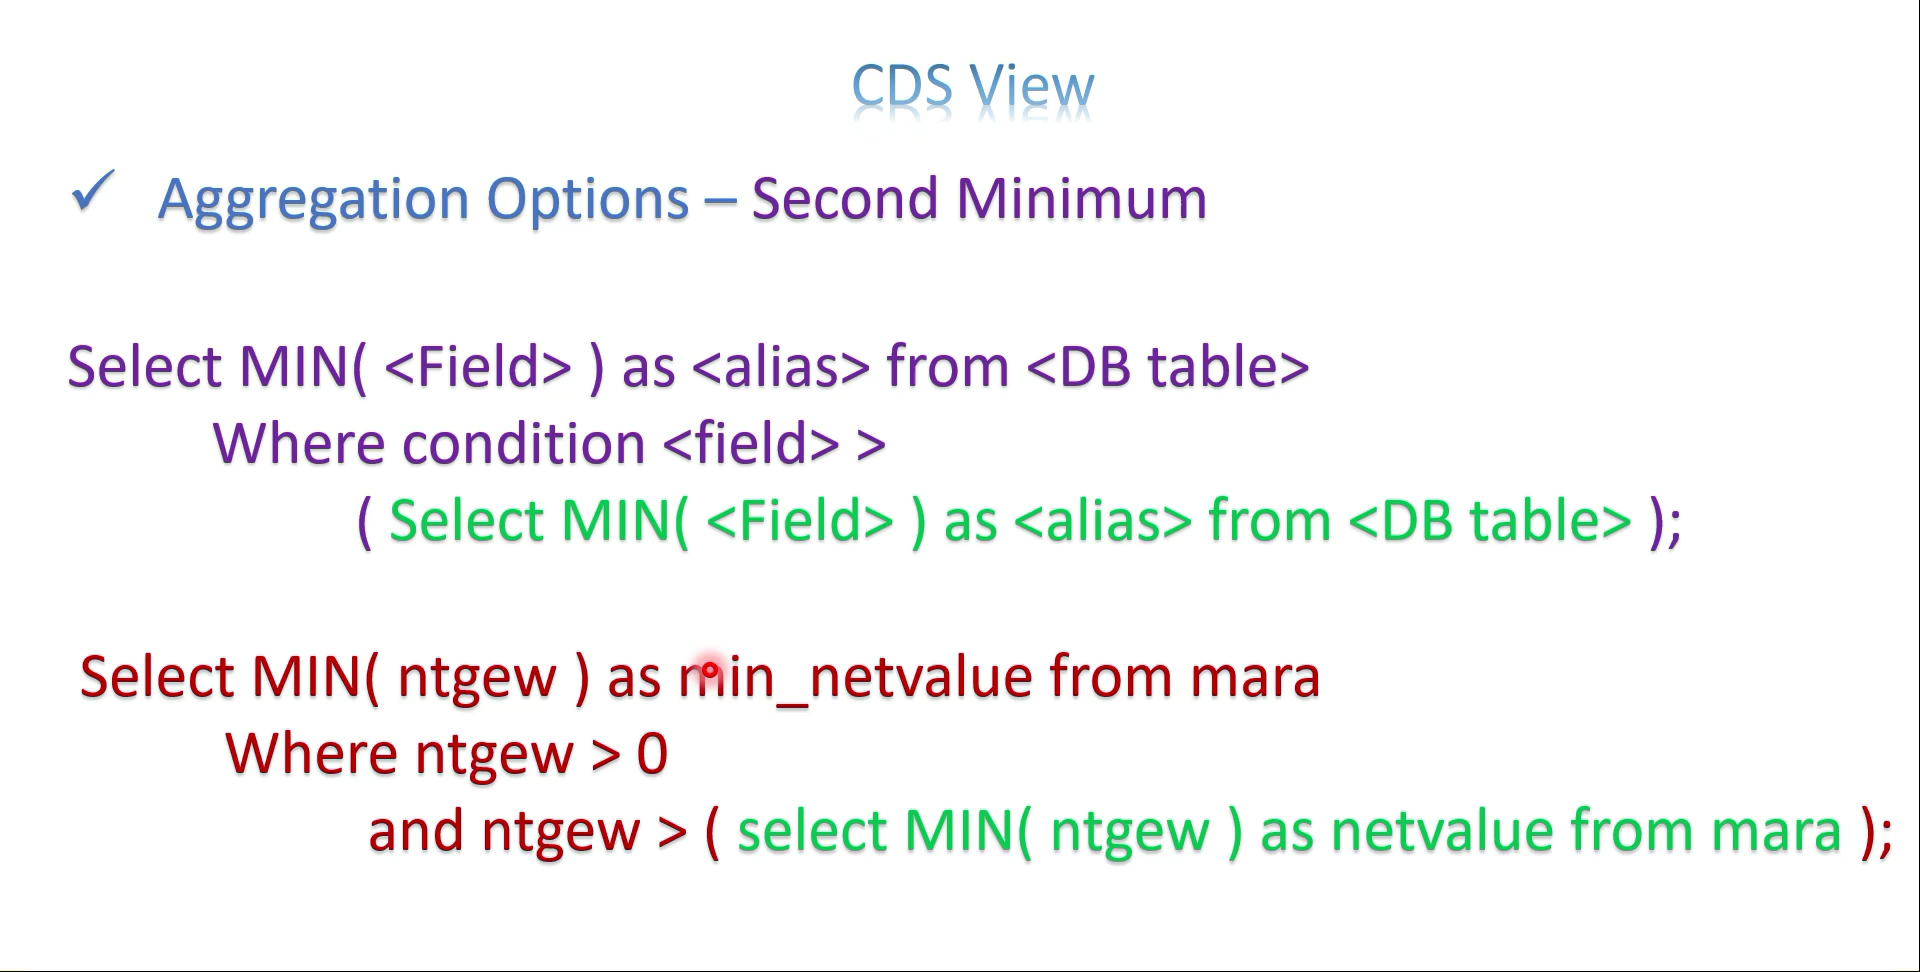 CDS View
✓ Aggregation Options – Second Minimum
Select MIN( <Field> ) as <alias> from <DB table>
Where condition <field> >
( Select MIN( <Field> ) as <alias> from <DB table> );
Select MIN( ntgew ) as min_netvalue from mara
Where ntgew > 0
and ntgew > ( select MIN( ntgew ) as netvalue from mara );